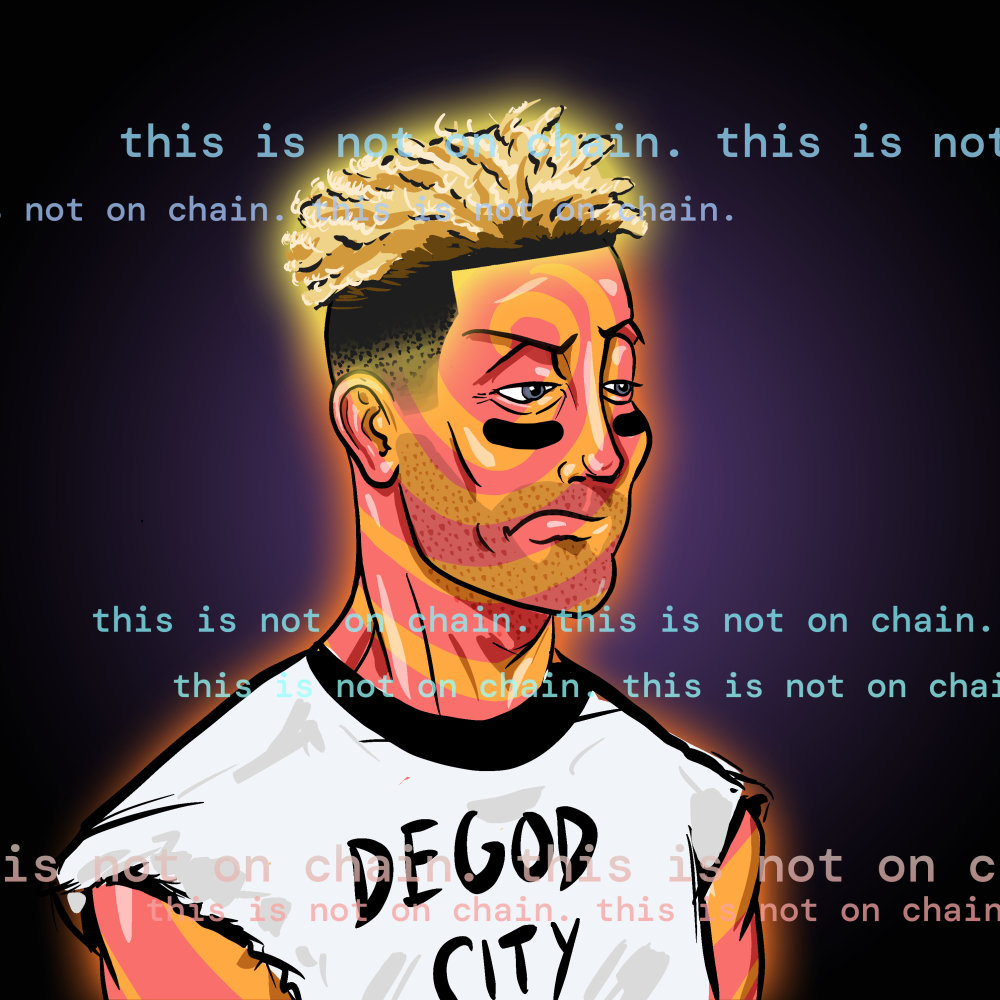 this is not on chain. this is not
not on chain. this is not on chain.
this is not on chain. this is not on chain.
this is not on chain. this is not on chai
DEGOD
is not on chain. this is not on c
this is not on chain. this is not on chain
CITY